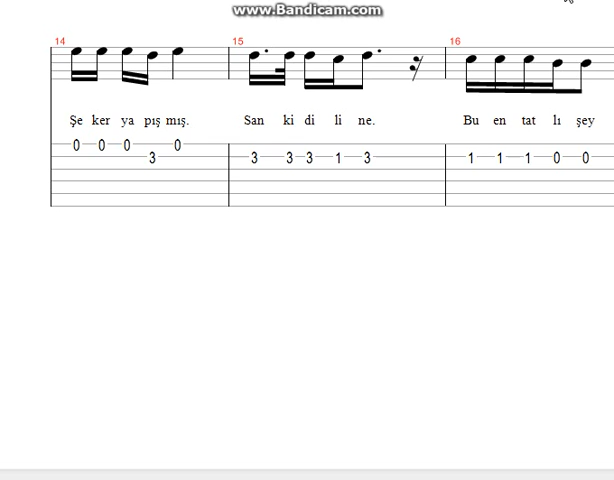 www.Bandicam.com
14 15 16
Şe ker ya pış mış. San ki di li ne. Bu en tat lı şey
0 0 0 0
3 3 3 3 1 3 1 1 1 0 0